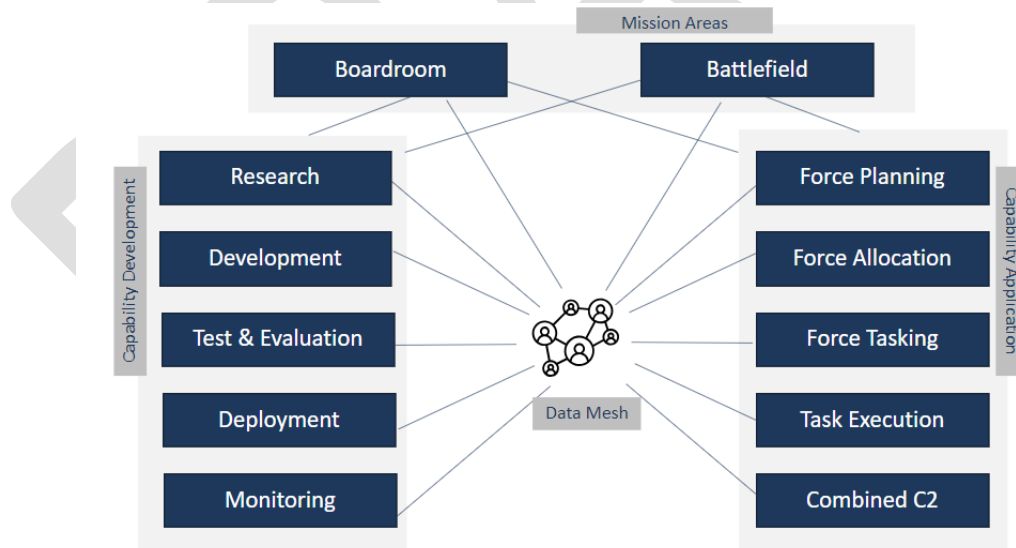 Mission Areas
Boardroom
Battlefield
Capability Development
Research
Development
Test & Evaluation
Deployment
Monitoring
Data Mesh
Capability Application
Force Planning
Force Allocation
Force Tasking
Task Execution
Combined C2